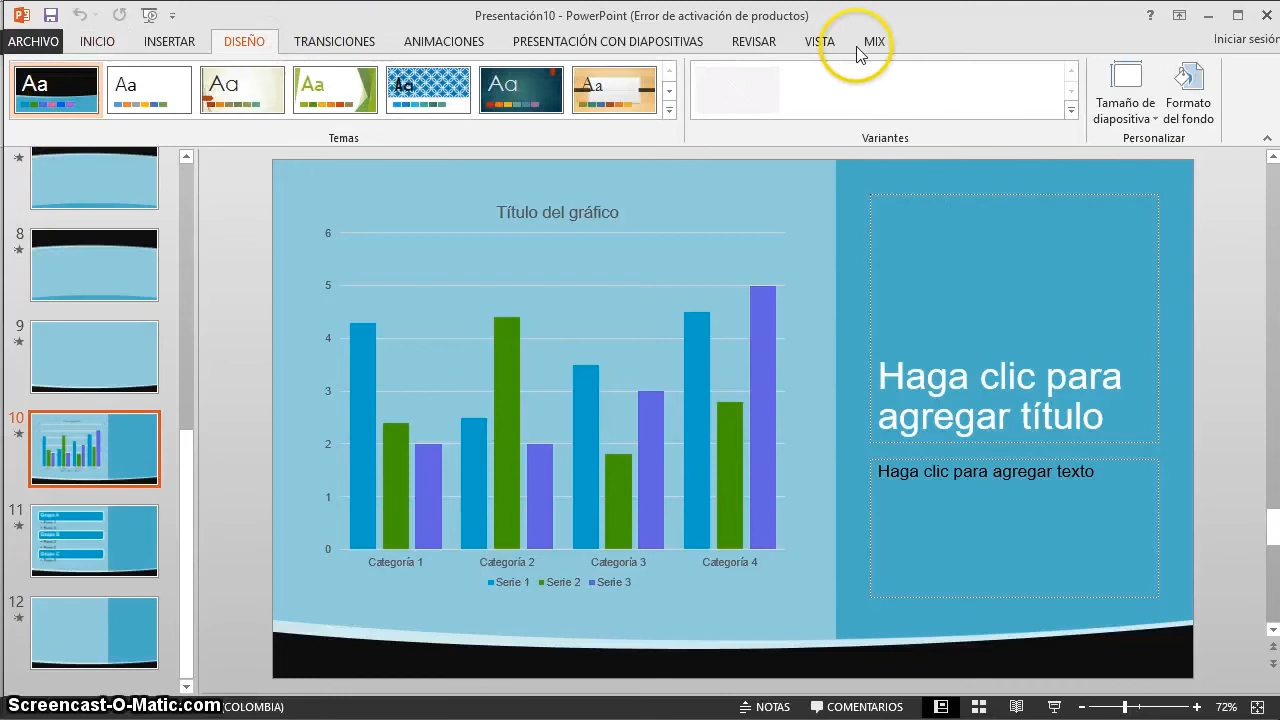 Presentación10 - PowerPoint (Error de activación de productos)
ARCHIVO INICIO INSERTAR DISEÑO TRANSICIONES ANIMACIONES PRESENTACIÓN CON DIAPOSITIVAS REVISAR VISTA MIX Iniciar sesión
Aa Aa Aa Aa Aa Aa Aa
Tamaño de diapositiva
Formato del fondo
Temas Variantes Personalizar
8
9
10
11
12
Grupo A
Grupo B
Grupo C
Título del gráfico
6
5
4
3
2
1
0
Categoría 1 Categoría 2 Categoría 3 Categoría 4
Serie 1 Serie 2 Serie 3
Haga clic para
agregar título
Haga clic para agregar texto
Screencast-O-Matic.com
(COLOMBIA) NOTAS COMENTARIOS 72%